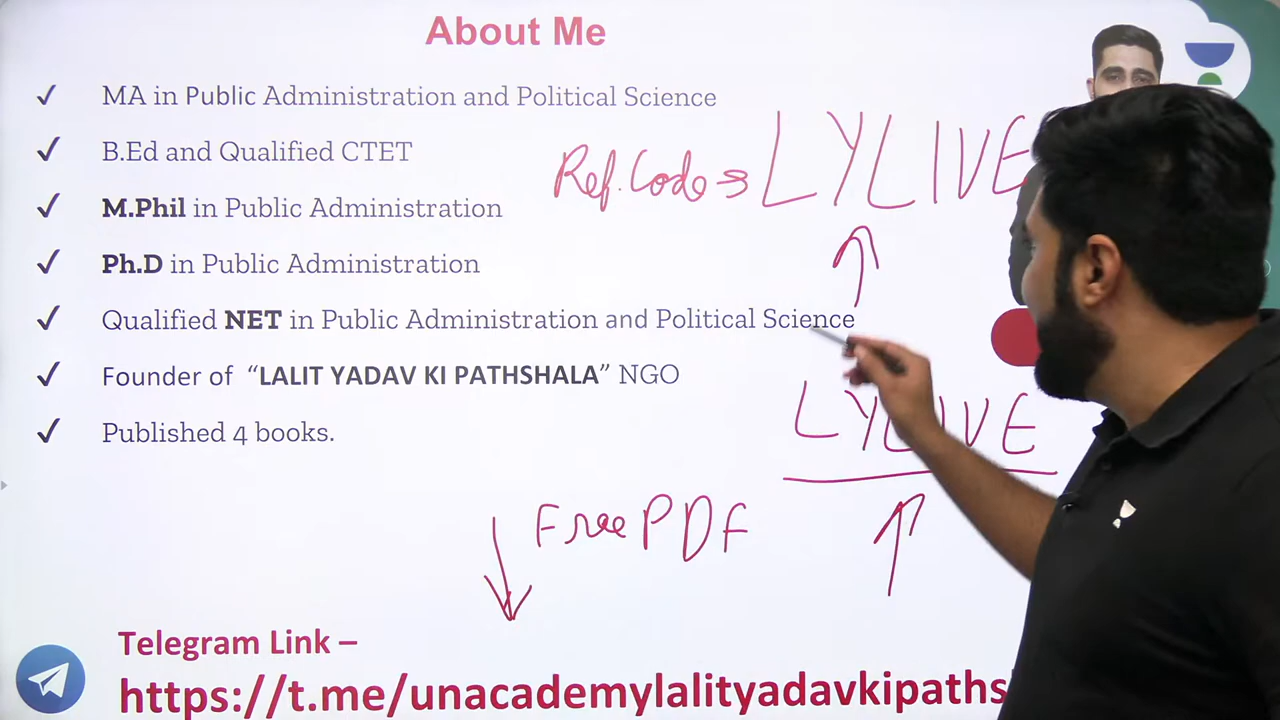 About Me
✓ MA in Public Administration and Political Science
Ref. Code → LYLIVE
✓ B.Ed and Qualified CTET
✓ M.Phil in Public Administration
✓ Ph.D in Public Administration
✓ Qualified NET in Public Administration and Political Science
✓ Founder of “LALIT YADAV KI PATHSHALA” NGO
LYLIVE
✓ Published 4 books.
Free PDF
Telegram Link –
https://t.me/unacademylalityadavkipaths